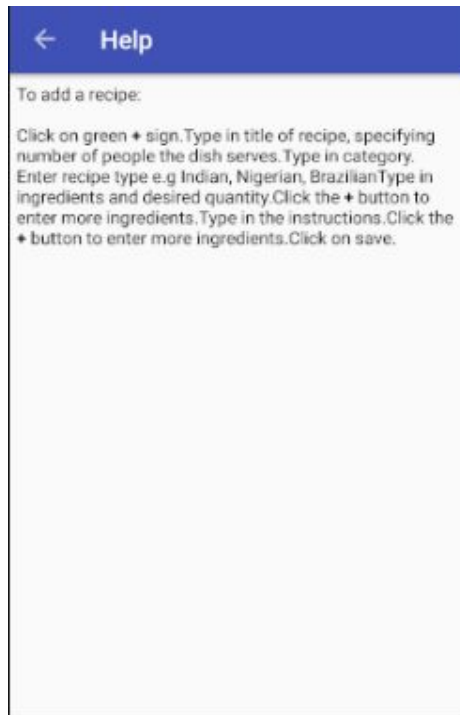 Help
To add a recipe:
Click on green + sign.Type in title of recipe, specifying
number of people the dish serves.Type in category.
Enter recipe type e.g Indian, Nigerian, BrazilianType in
ingredients and desired quantity.Click the + button to
enter more ingredients.Type in the instructions.Click the
+ button to enter more ingredients.Click on save.